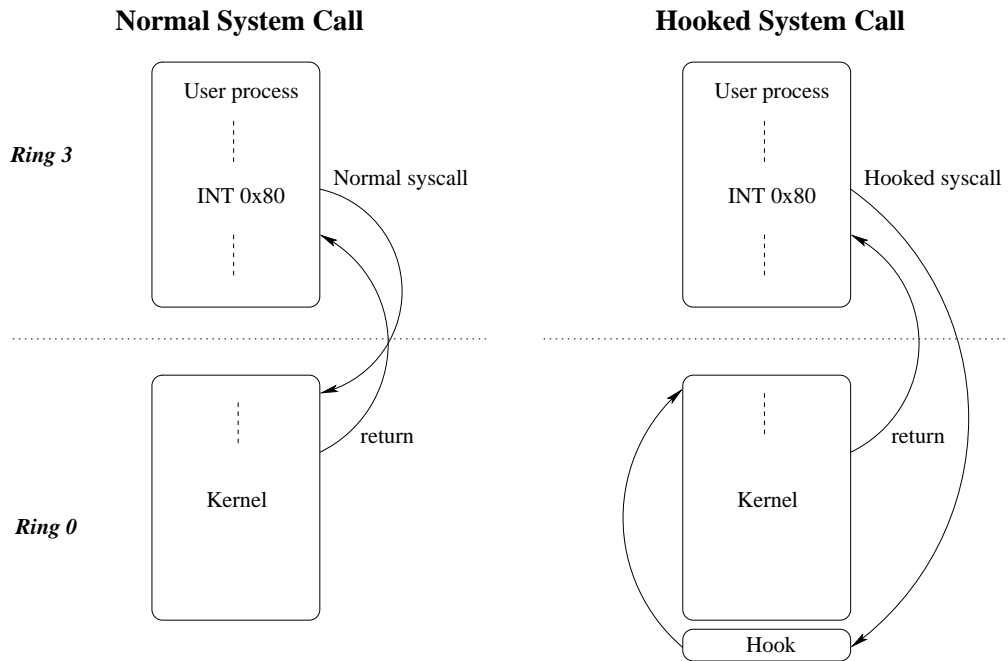 Normal System Call
User process
Ring 3
Normal syscall
INT 0x80
return
Kernel
Ring 0
Hooked System Call
User process
Hooked syscall
INT 0x80
return
Kernel
Hook